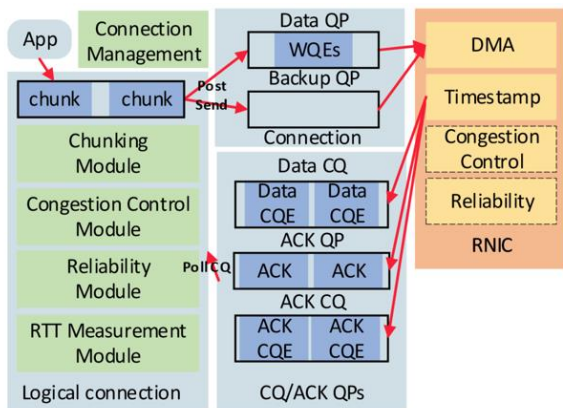 App
Connection
Management
chunk chunk
Chunking
Module
Congestion Control
Module
Reliability
Module
RTT Measurement
Module
Logical connection
Post
Send
Poll CQ
Data QP
WQEs
Backup QP
Connection
Data CQ
Data Data
CQE CQE
ACK QP
ACK ACK
ACK CQ
ACK ACK
CQE CQE
CQ/ACK QPs
DMA
Timestamp
Congestion
Control
Reliability
RNIC